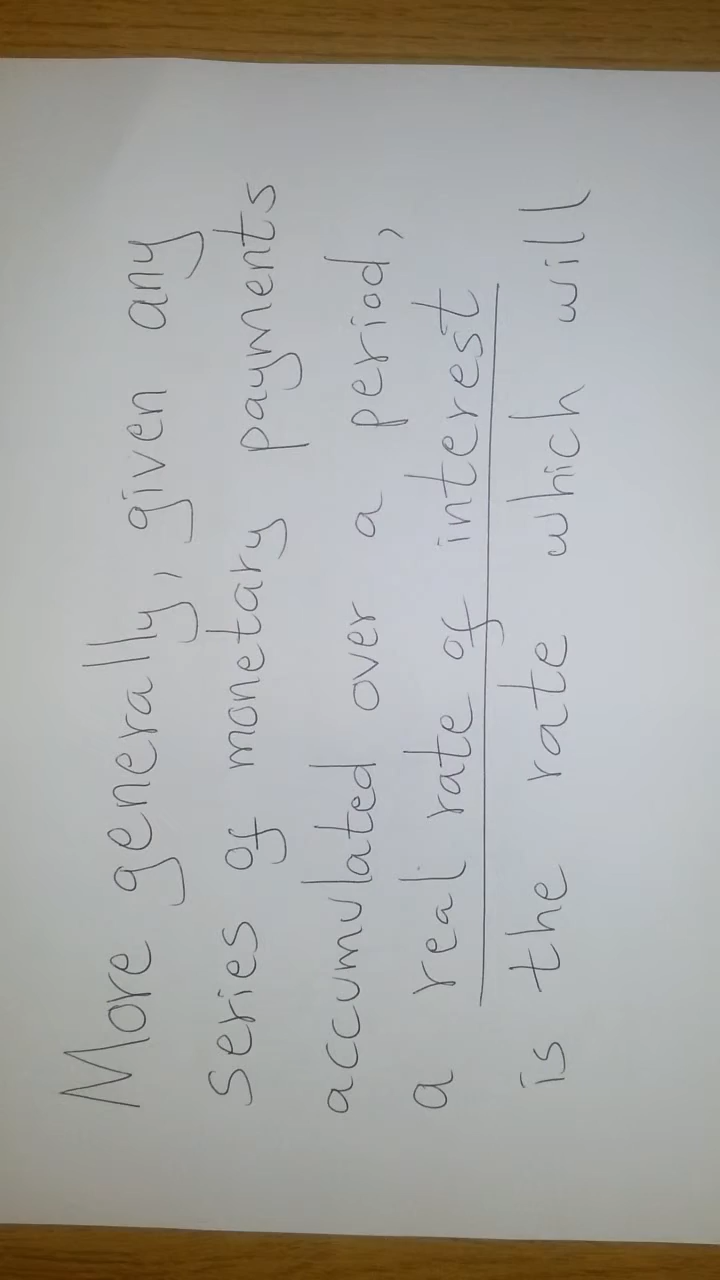 More generally, given any
series of monetary payments
accumulated over a period,
a real rate of interest
is the rate which will